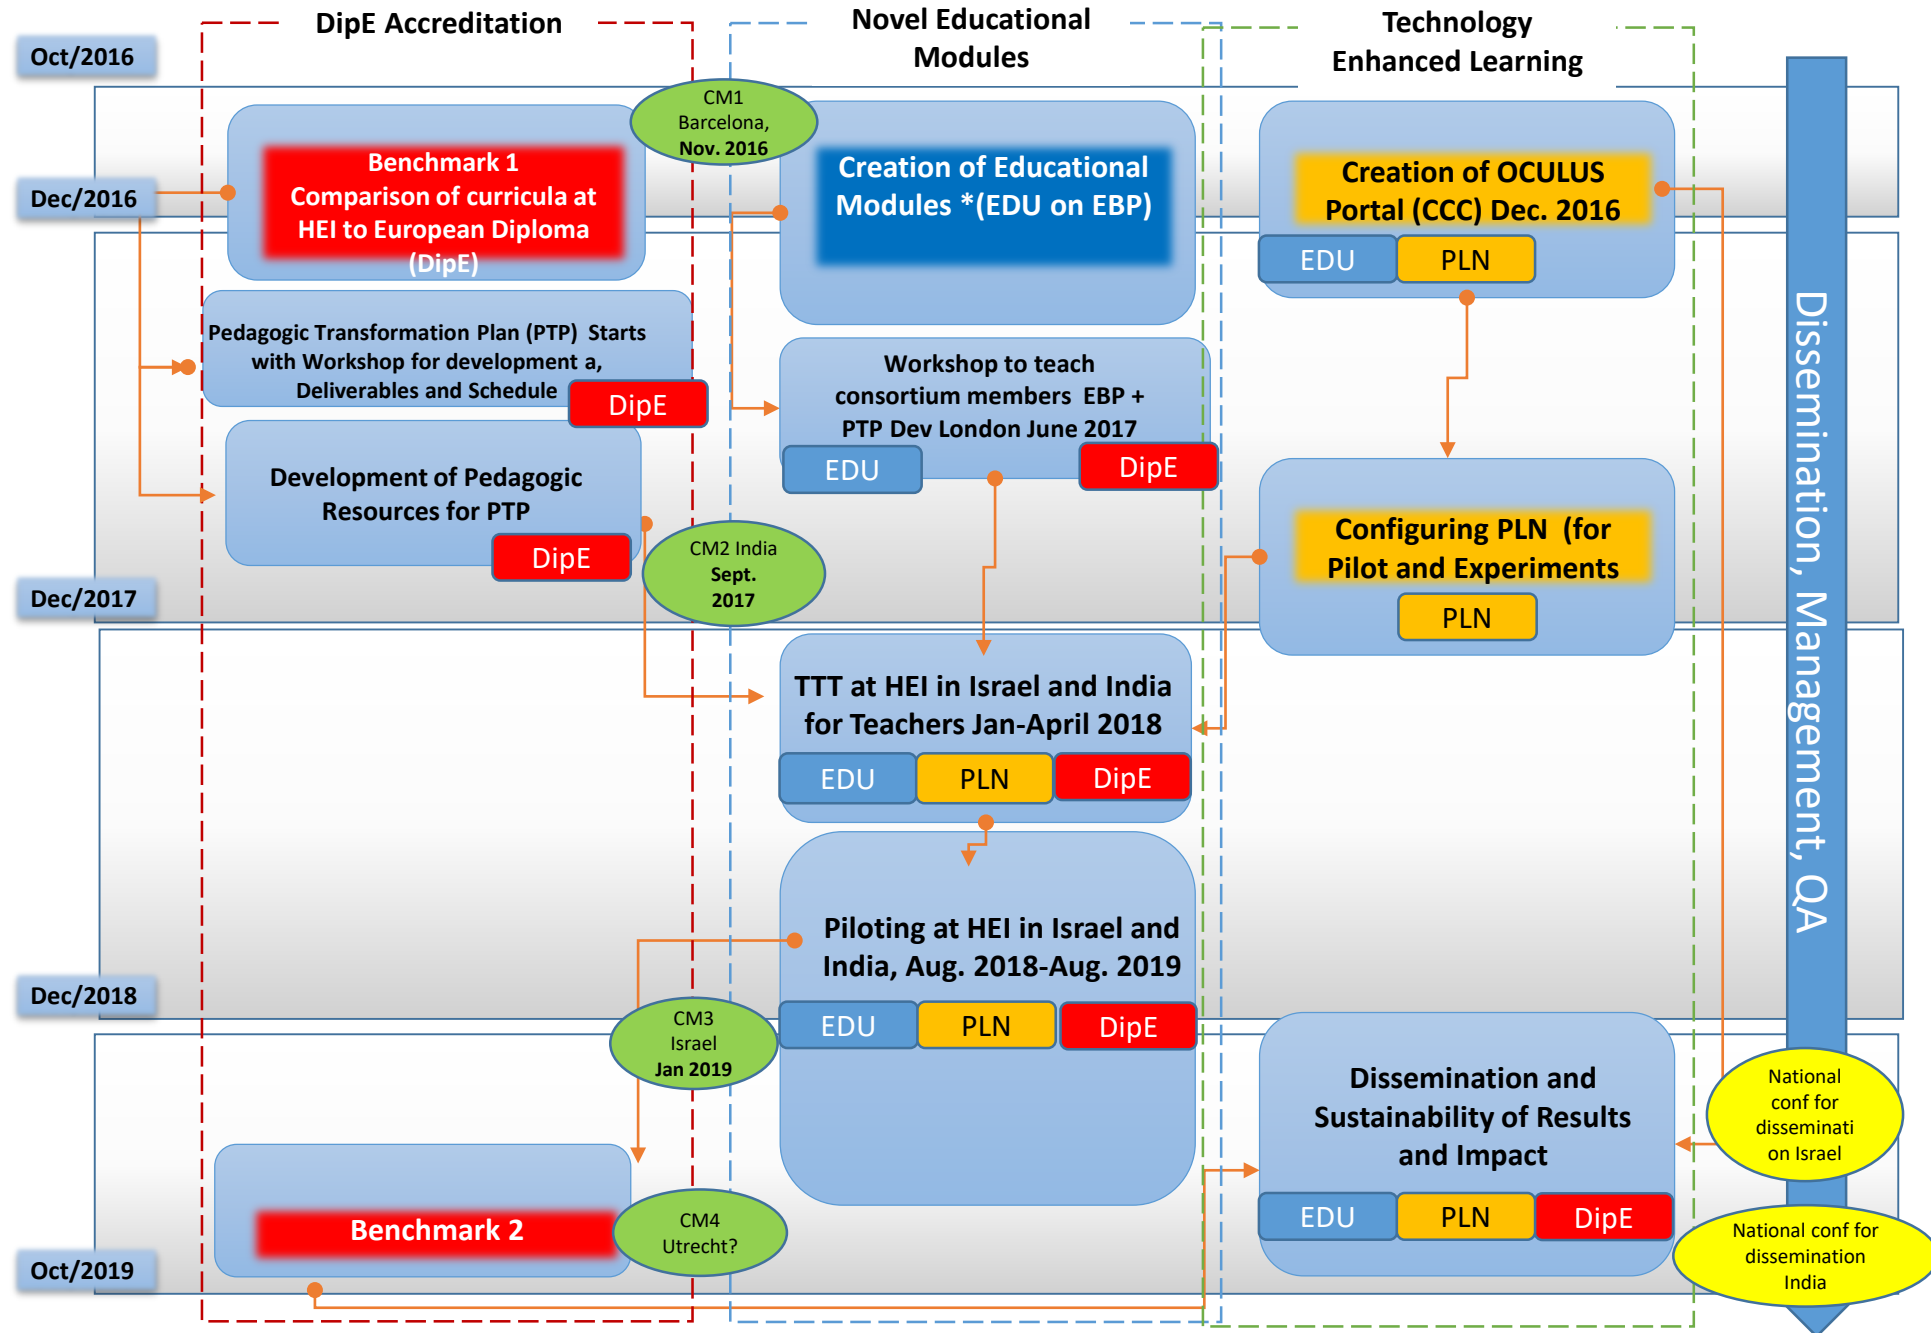 DipE Accreditation
Novel Educational
Modules
Technology
Enhanced Learning
Oct/2016
Dec/2016
Dec/2017
Dec/2018
Oct/2019
CM1
Barcelona,
Nov. 2016
Benchmark 1
Comparison of curricula at
HEI to European Diploma
(DipE)
Creation of Educational
Modules *(EDU on EBP)
Creation of OCULUS
Portal (CCC) Dec. 2016
EDU
PLN
Pedagogic Transformation Plan (PTP)  Starts
with Workshop for development a,
Deliverables and Schedule
DipE
Workshop to teach
consortium members  EBP +
PTP Dev London June 2017
EDU
DipE
Development of Pedagogic
Resources for PTP
DipE
CM2 India
Sept.
2017
Configuring PLN  (for
Pilot and Experiments
PLN
TTT at HEI in Israel and India
for Teachers Jan-April 2018
EDU
PLN
DipE
Piloting at HEI in Israel and
India, Aug. 2018-Aug. 2019
EDU
PLN
DipE
CM3
Israel
Jan 2019
Dissemination and
Sustainability of Results
and Impact
EDU
PLN
DipE
Benchmark 2
CM4
Utrecht?
Dissemination, Management, QA
National
conf for
disseminati
on Israel
National conf for
dissemination
India